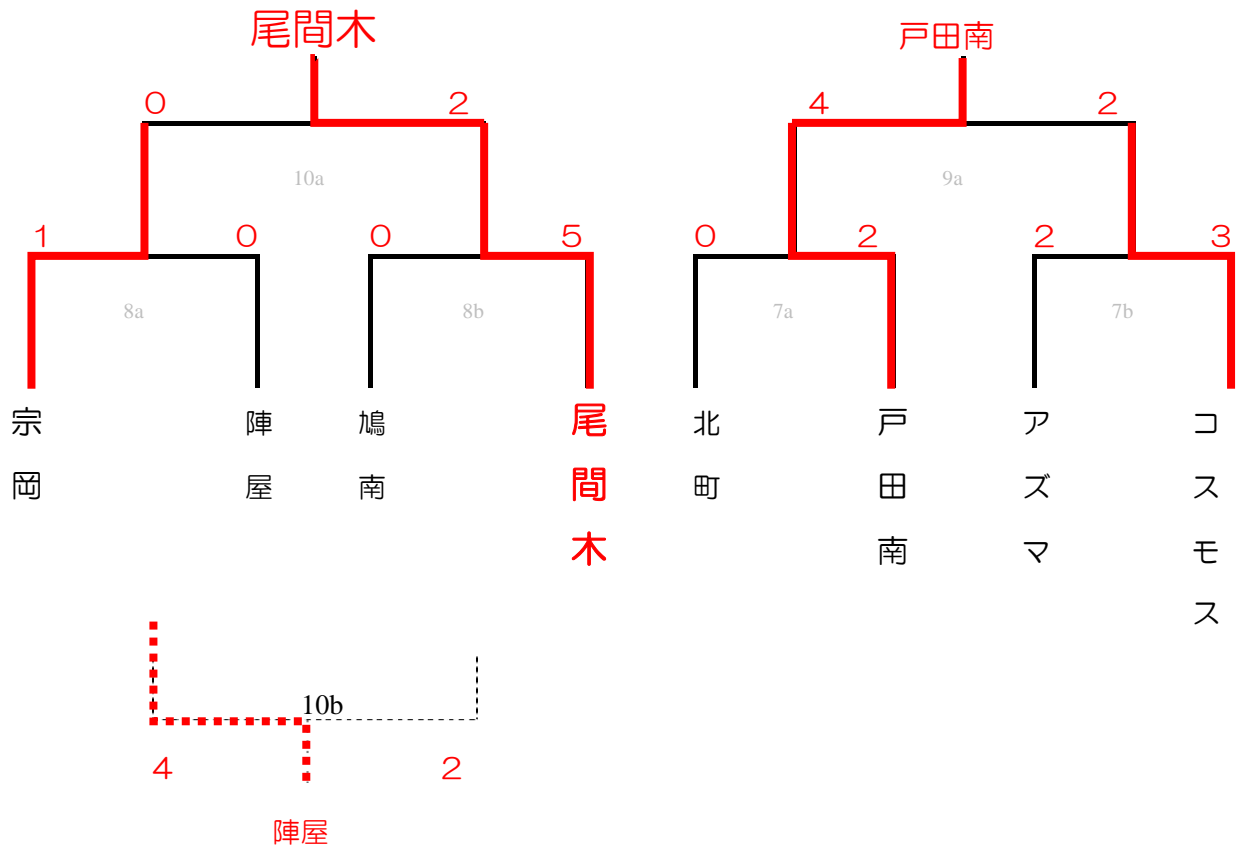 尾間木
戸田南
0 2
4 2
10a
9a
1 0 0 5
0 2 2 3
8a
8b
7a
7b
宗岡
陣屋
鳩南
尾間木
北町
戸田南
アズマ
コスモス
10b
4 2
陣屋